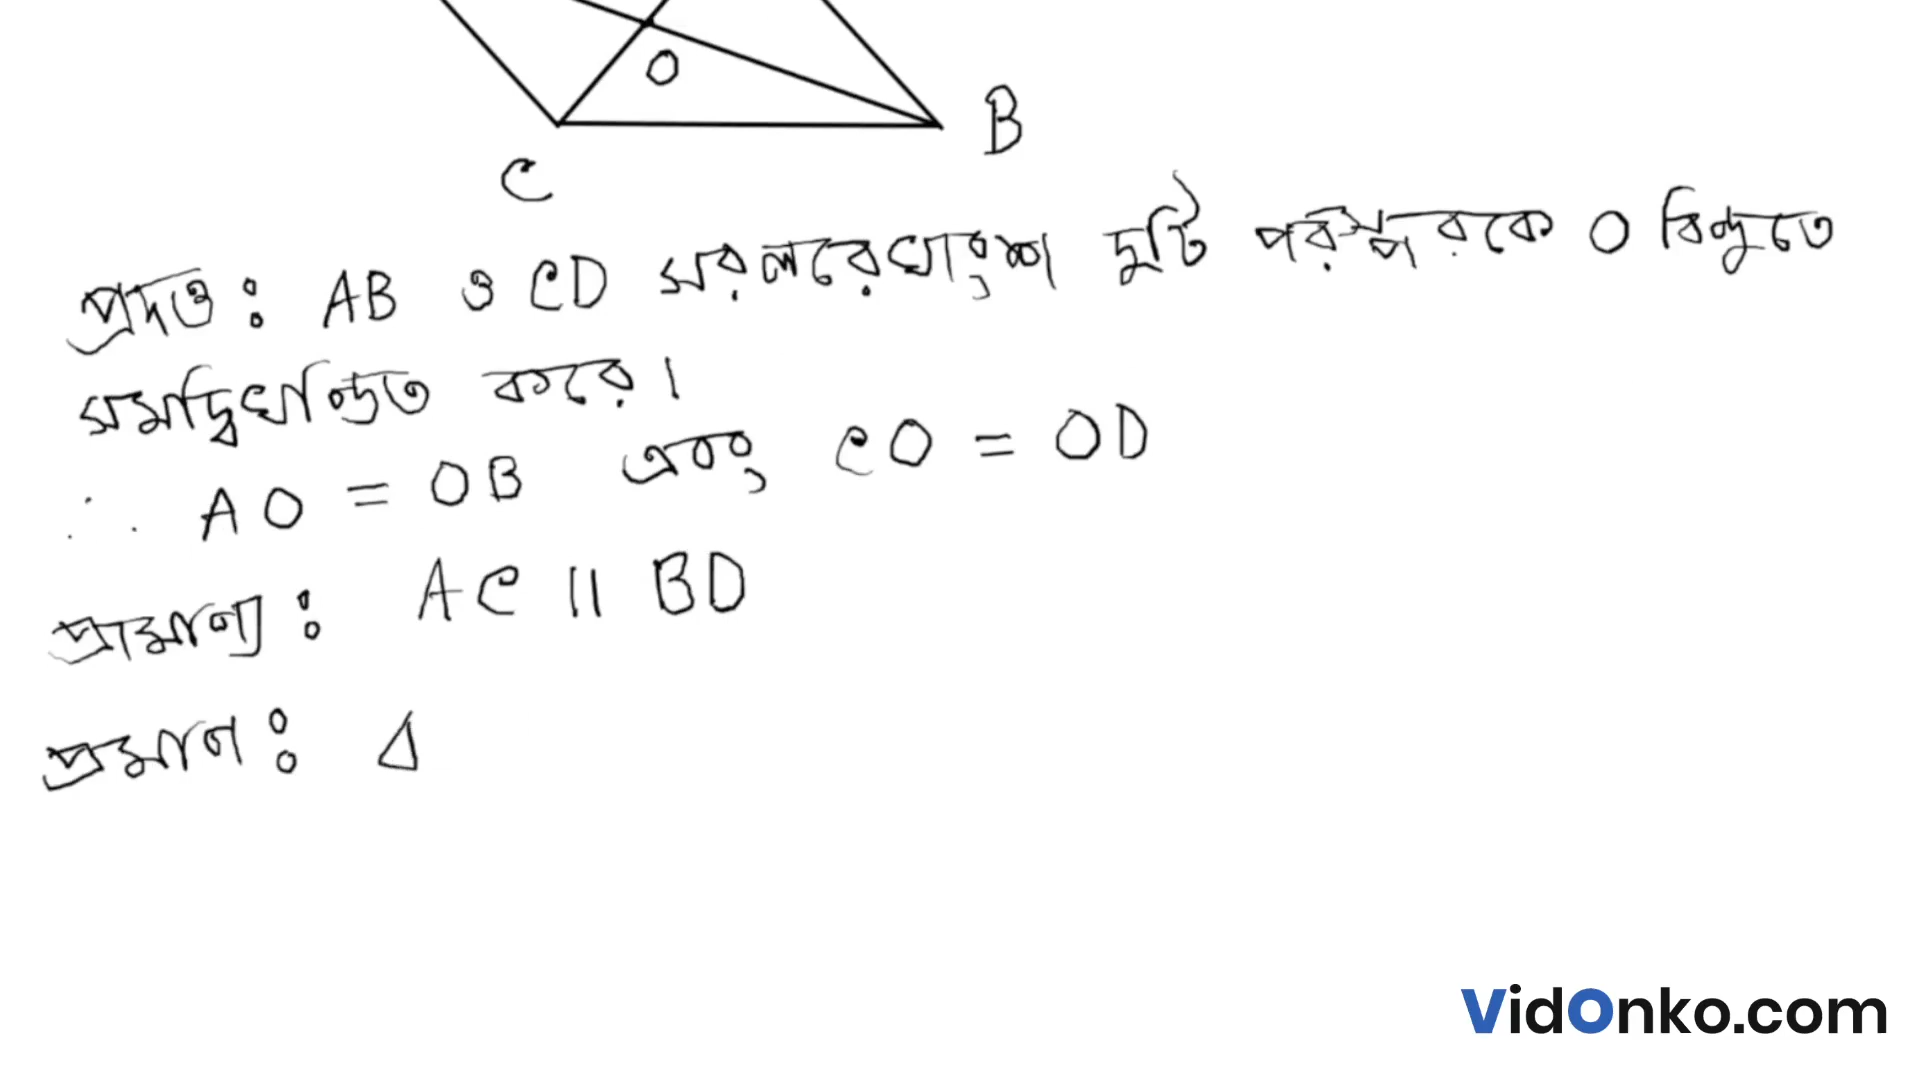 O
B
C
প্রদত্ত : AB ও CD সরলরেখাংশ দুটি পরস্পরকে O বিন্দুতে
সমদ্বিখণ্ডিত করে।
∴ AO = OB এবং CO = OD
প্রামাণ্য : AC || BD
প্রমাণ : Δ
VidOnko.com